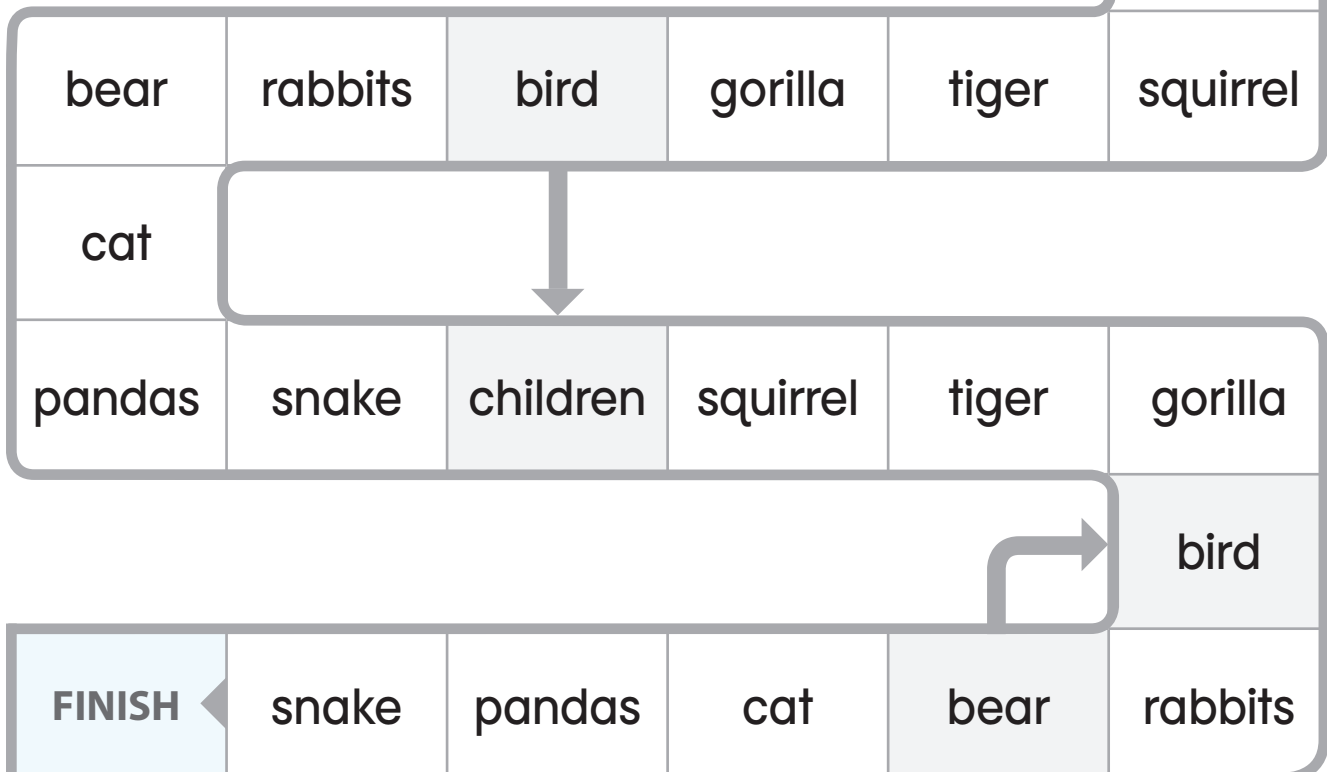 bear rabbits bird gorilla tiger squirrel
cat
pandas snake children squirrel tiger gorilla
bird
FINISH snake pandas cat bear rabbits